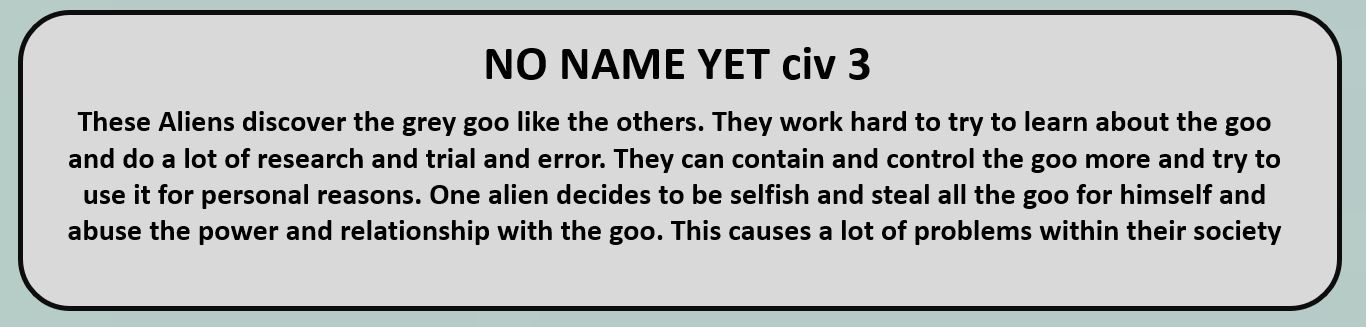 NO NAME YET civ 3
These Aliens discover the grey goo like the others. They work hard to try to learn about the goo
and do a lot of research and trial and error. They can contain and control the goo more and try to
use it for personal reasons. One alien decides to be selfish and steal all the goo for himself and
abuse the power and relationship with the goo. This causes a lot of problems within their society